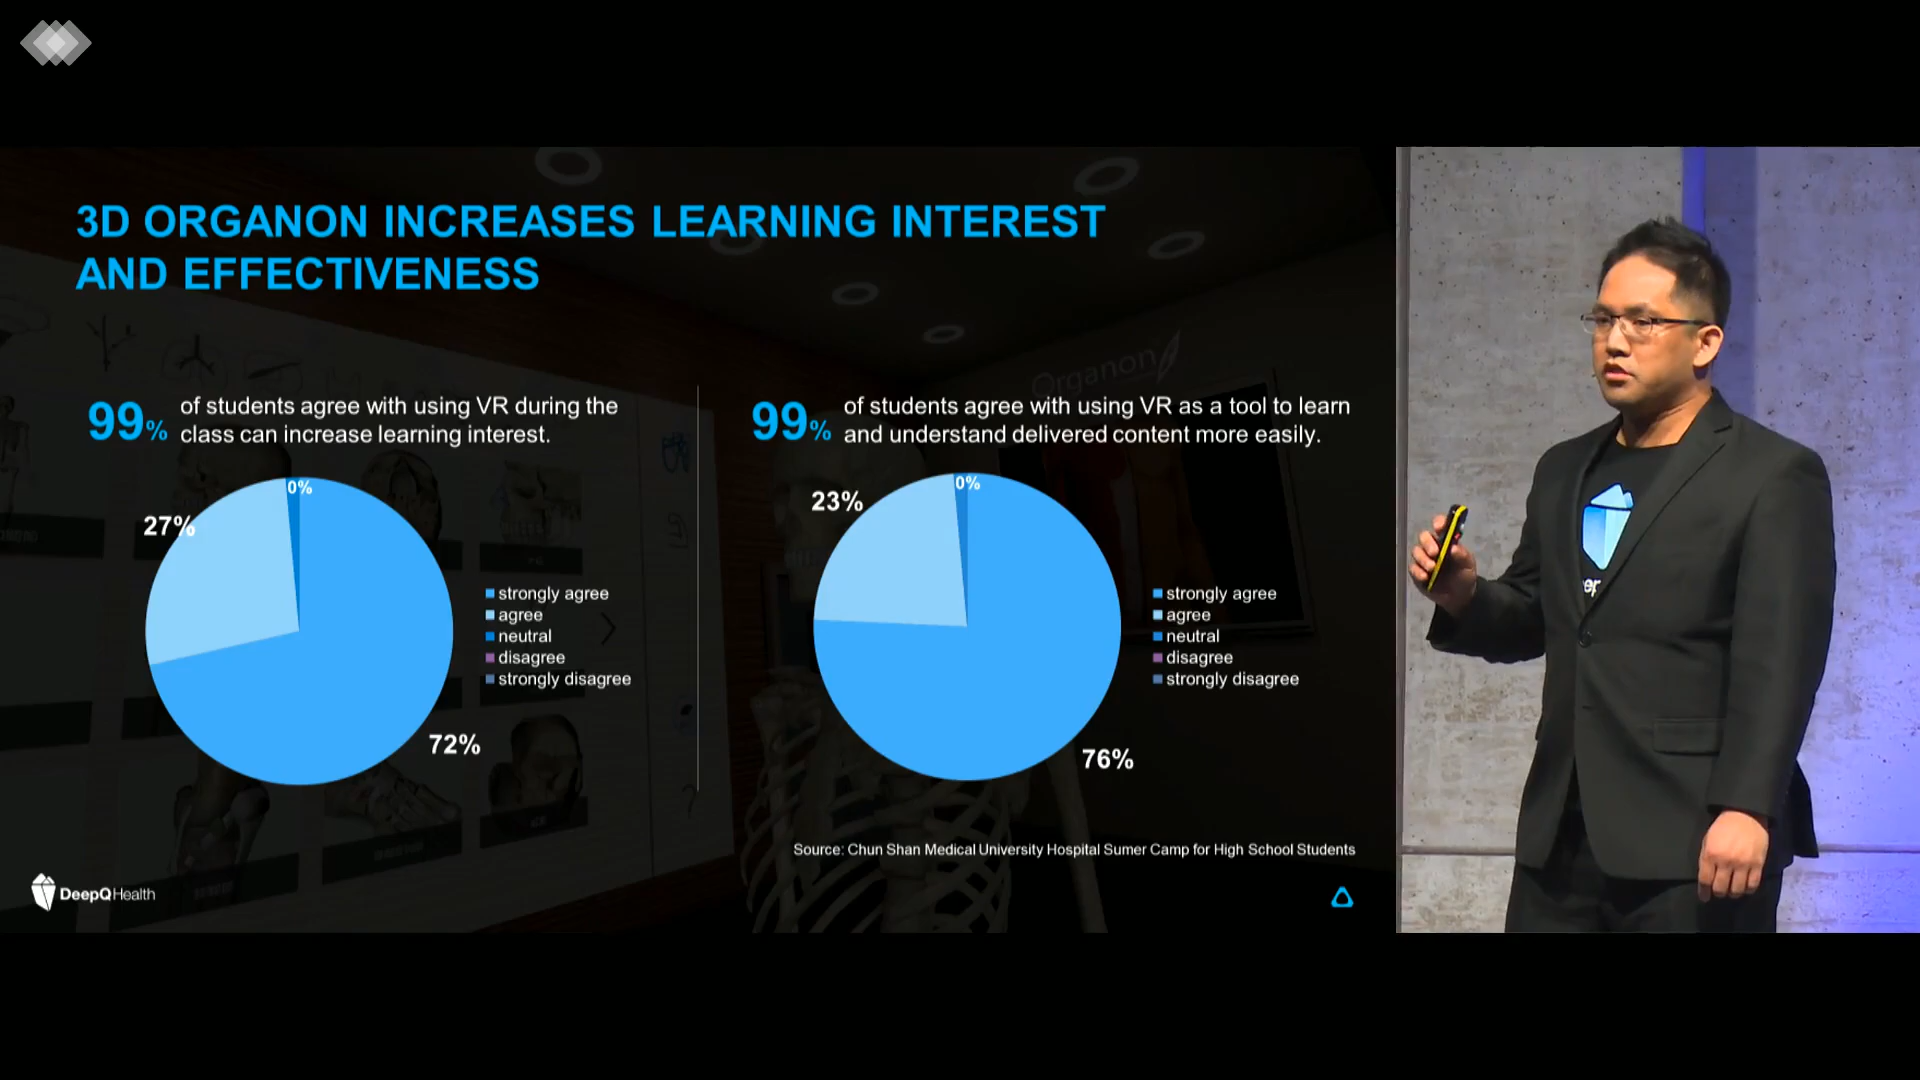 3D ORGANON INCREASES LEARNING INTEREST
AND EFFECTIVENESS
Organon
99% of students agree with using VR during the
class can increase learning interest.
0%
27%
strongly agree
agree
neutral
disagree
strongly disagree
72%
99% of students agree with using VR as a tool to learn
and understand delivered content more easily.
0%
23%
strongly agree
agree
neutral
disagree
strongly disagree
76%
Source: Chun Shan Medical University Hospital Sumer Camp for High School Students
DeepQHealth